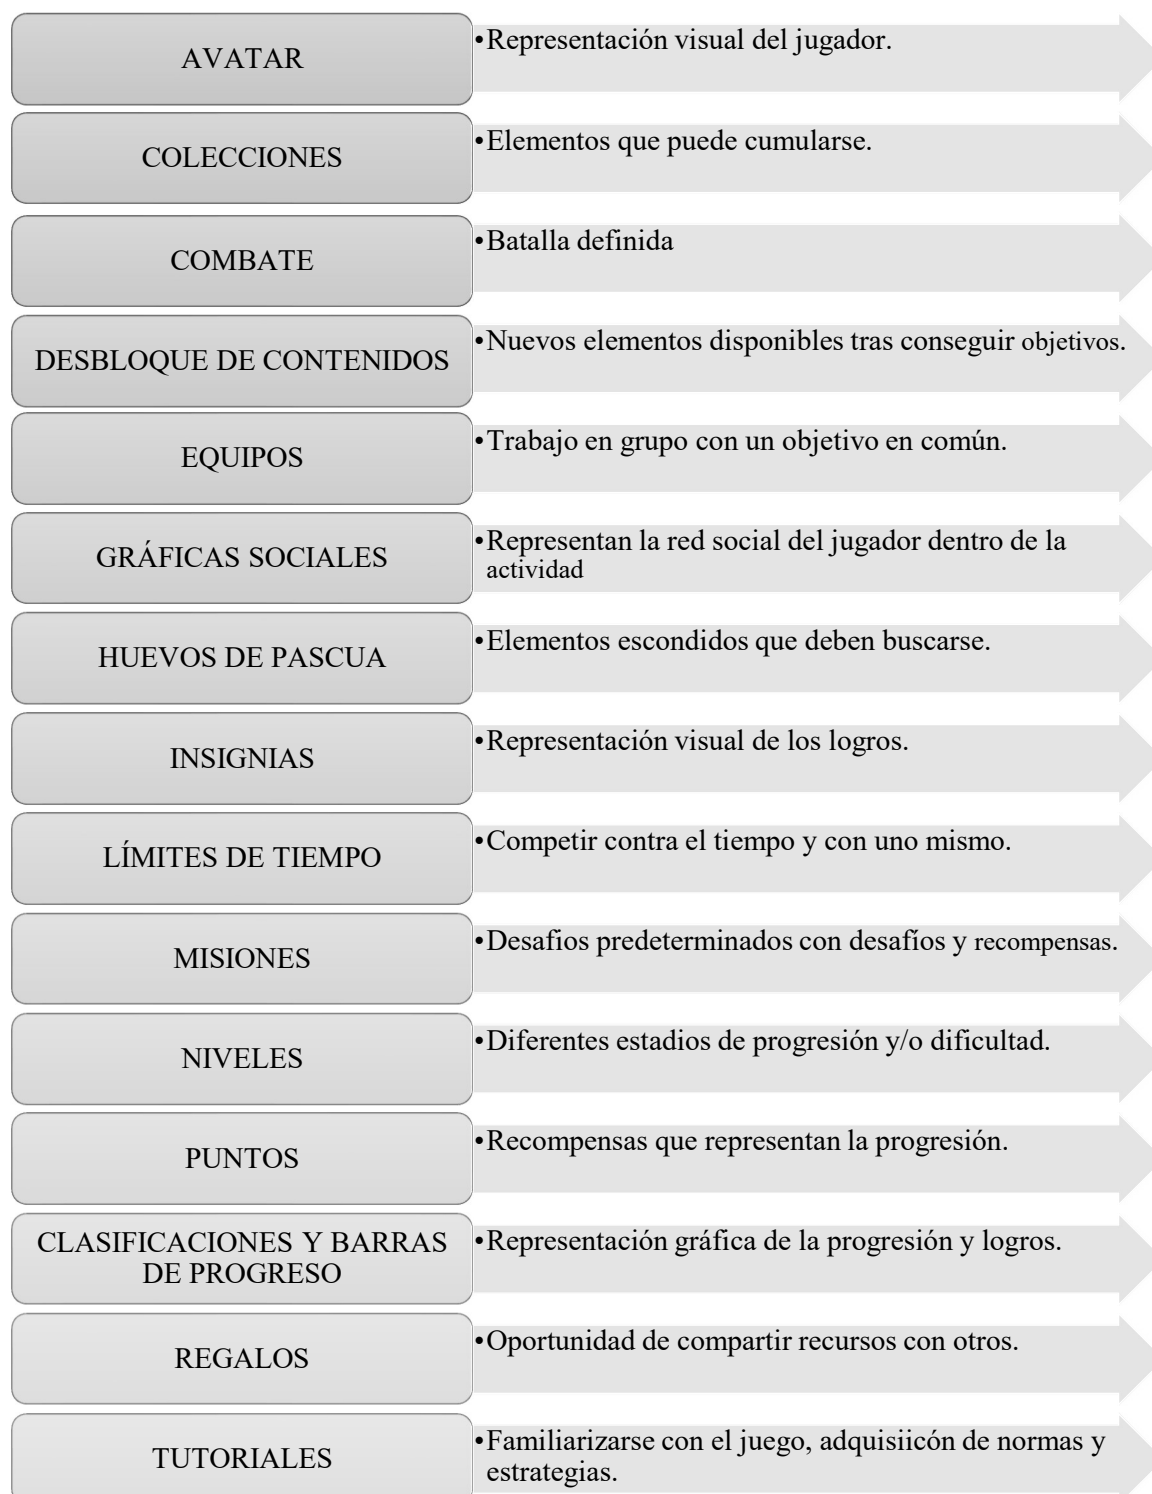 AVATAR
•Representación visual del jugador.
COLECCIONES
•Elementos que puede cumularse.
COMBATE
•Batalla definida
DESBLOQUE DE CONTENIDOS
•Nuevos elementos disponibles tras conseguir objetivos.
EQUIPOS
•Trabajo en grupo con un objetivo en común.
GRÁFICAS SOCIALES
•Representan la red social del jugador dentro de la
actividad
HUEVOS DE PASCUA
•Elementos escondidos que deben buscarse.
INSIGNIAS
•Representación visual de los logros.
LÍMITES DE TIEMPO
•Competir contra el tiempo y con uno mismo.
MISIONES
•Desafios predeterminados con desafíos y recompensas.
NIVELES
•Diferentes estadios de progresión y/o dificultad.
PUNTOS
•Recompensas que representan la progresión.
CLASIFICACIONES Y BARRAS
DE PROGRESO
•Representación gráfica de la progresión y logros.
REGALOS
•Oportunidad de compartir recursos con otros.
TUTORIALES
•Familiarizarse con el juego, adquisiicón de normas y
estrategias.